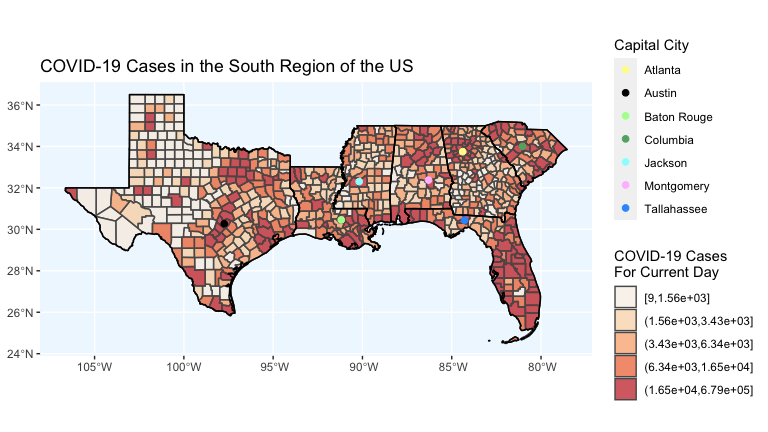 COVID-19 Cases in the South Region of the US
36°N
34°N
32°N
30°N
28°N
26°N
24°N
105°W
100°W
95°W
90°W
85°W
80°W
Capital City
Atlanta
Austin
Baton Rouge
Columbia
Jackson
Montgomery
Tallahassee
COVID-19 Cases
For Current Day
[9,1.56e+03]
(1.56e+03,3.43e+03]
(3.43e+03,6.34e+03]
(6.34e+03,1.65e+04]
(1.65e+04,6.79e+05]